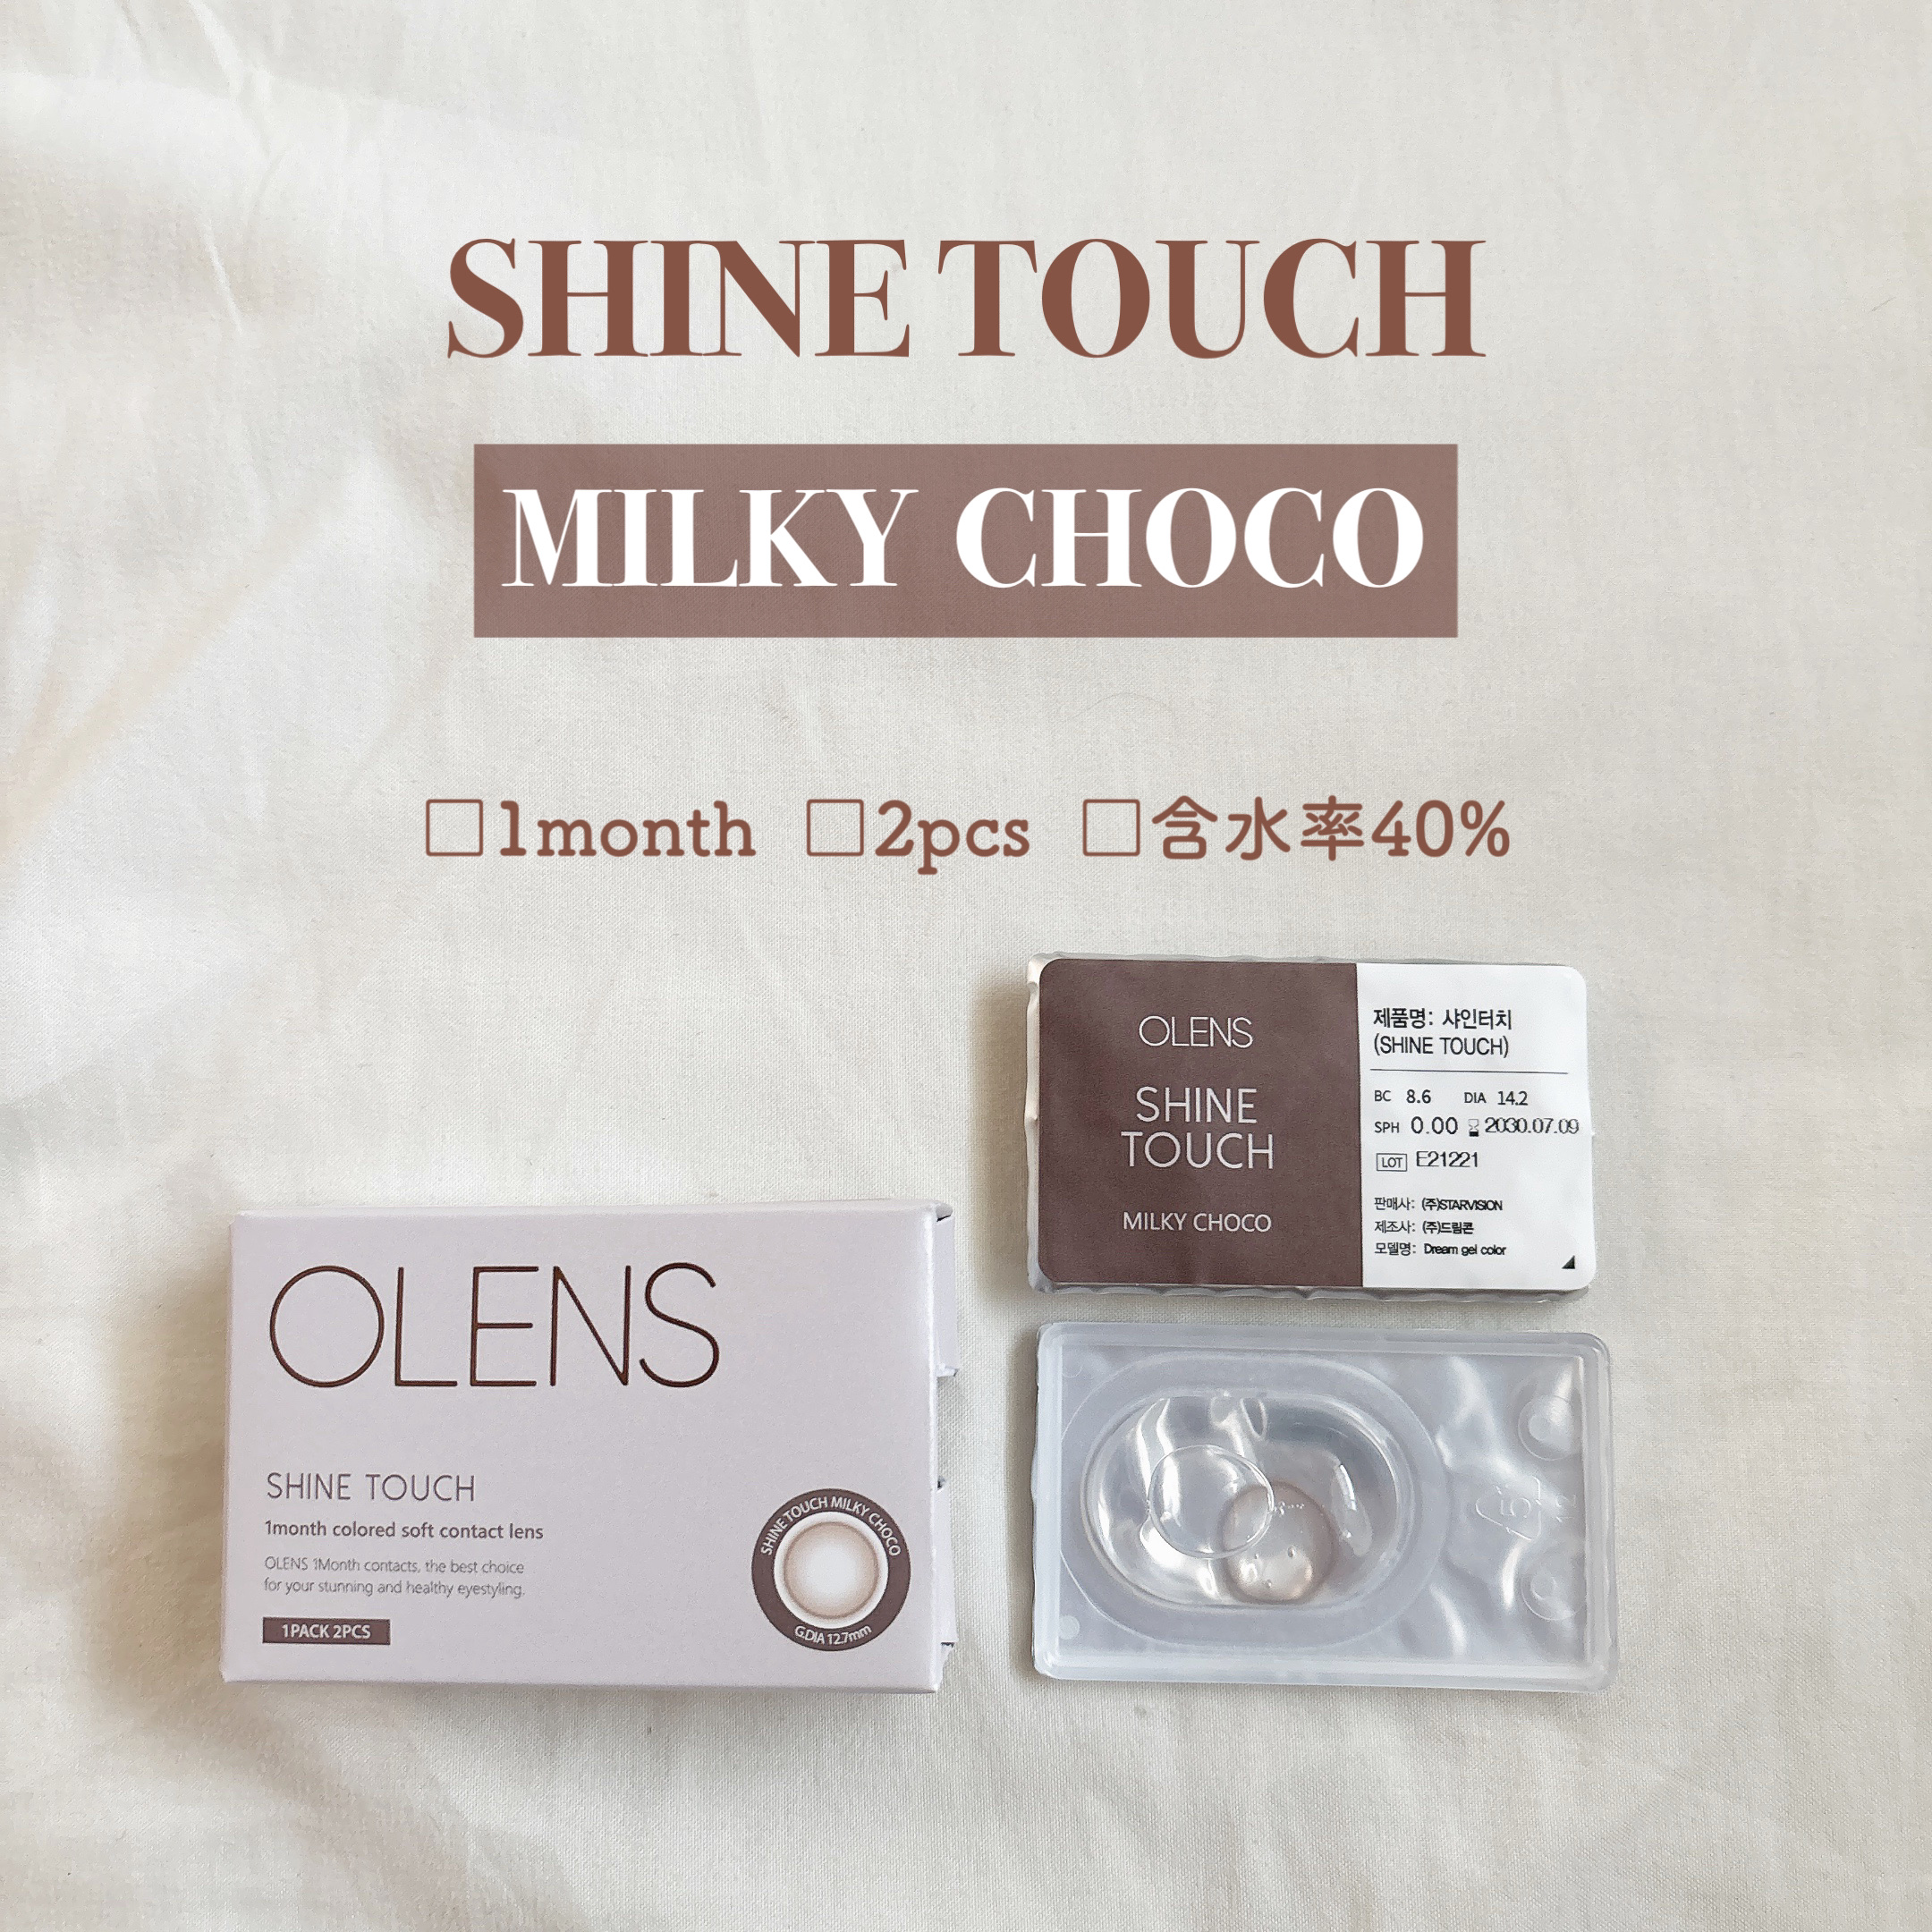 SHINE TOUCH
MILKY CHOCO
□1month □2pcs □含水率40%
OLENS
SHINE
TOUCH
MILKY CHOCO
제품명: 샤인터치
(SHINE TOUCH)
BC 8.6 DIA 14.2
SPH 0.00 2030.07.09
LOT E21221
판매사: (주)STARVISION
제조사: (주)드림콘
모델명: Dream gel color
OLENS
SHINE TOUCH
1month colored soft contact lens
OLENS 1Month contacts, the best choice
for your stunning and healthy eyestyling.
1PACK 2PCS
SHINE TOUCH MILKY CHOCO
G.DIA 12.7mm